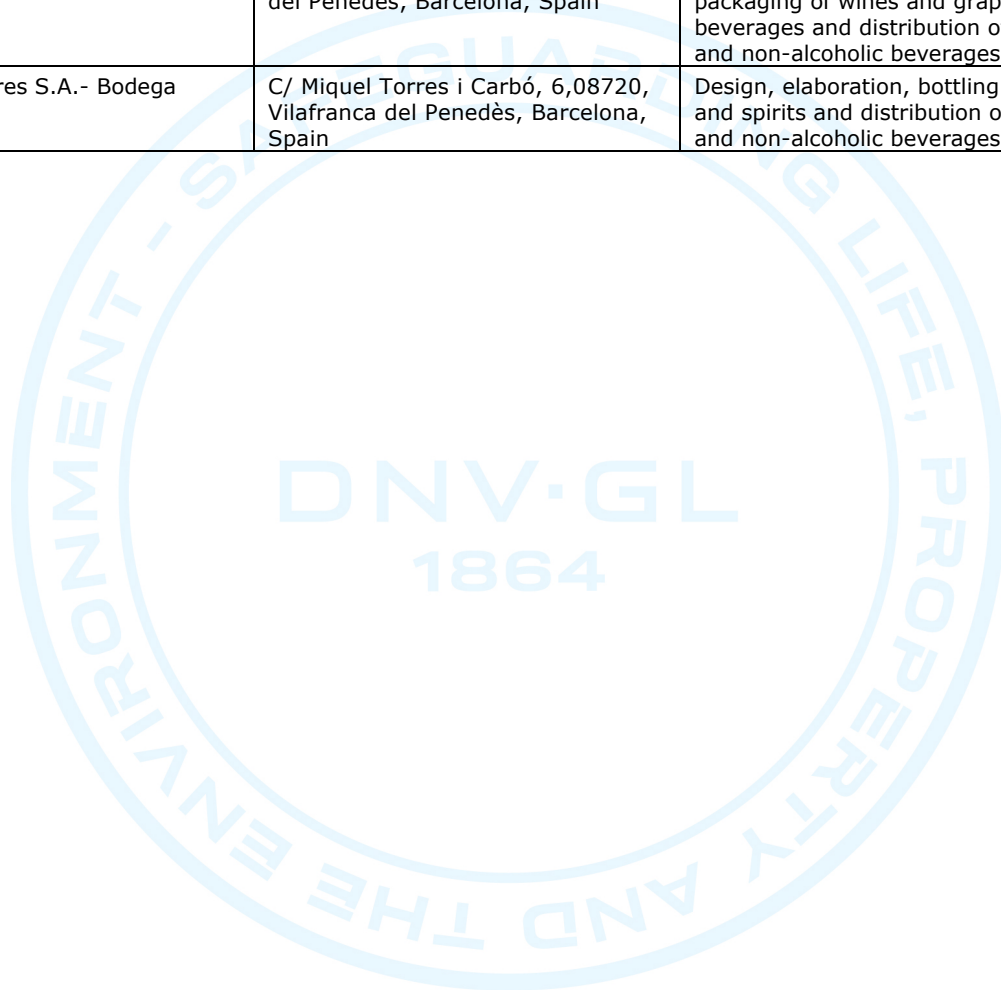 del Penedès, Barcelona, Spain
packaging of wines and grap
beverages and distribution o
and non-alcoholic beverages
res S.A.- Bodega
C/ Miquel Torres i Carbó, 6,08720,
Vilafranca del Penedès, Barcelona,
Spain
Design, elaboration, bottling
and spirits and distribution o
and non-alcoholic beverages
SAFEGUARDING LIFE, PROPERTY AND THE ENVIRONMENT -
DNV·GL
1864